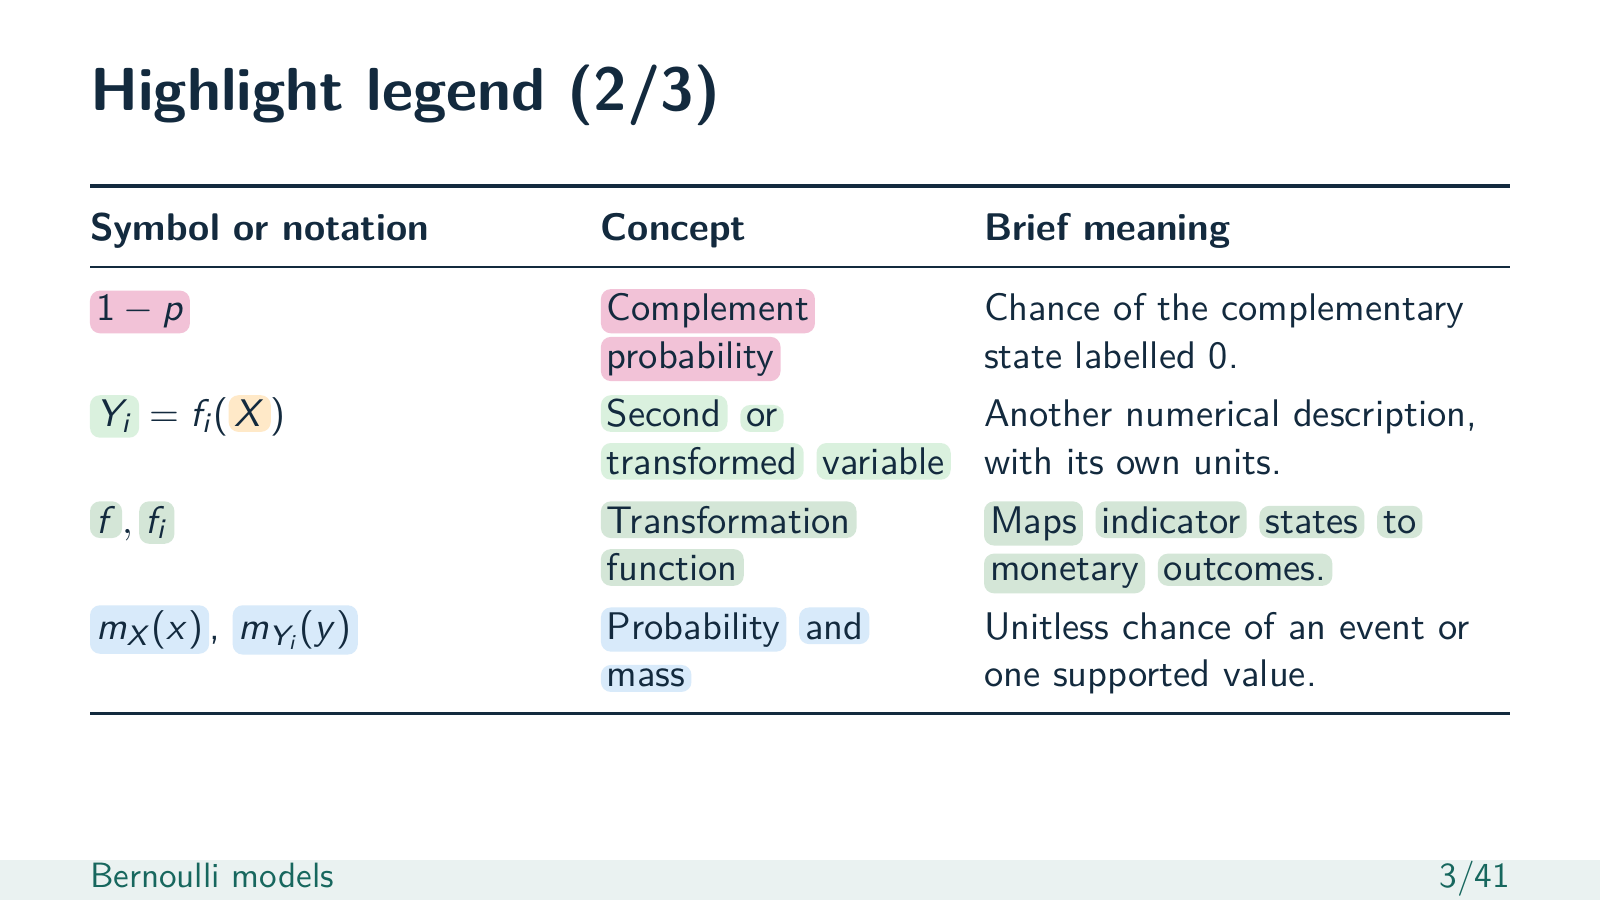 Highlight legend (2/3)
Symbol or notation Concept Brief meaning
1 − p Complement probability Chance of the complementary state labelled 0.
Y_i = f_i(X) Second or transformed variable Another numerical description, with its own units.
f, f_i Transformation function Maps indicator states to monetary outcomes.
m_X(x), m_{Y_i}(y) Probability and mass Unitless chance of an event or one supported value.
Bernoulli models 3/41